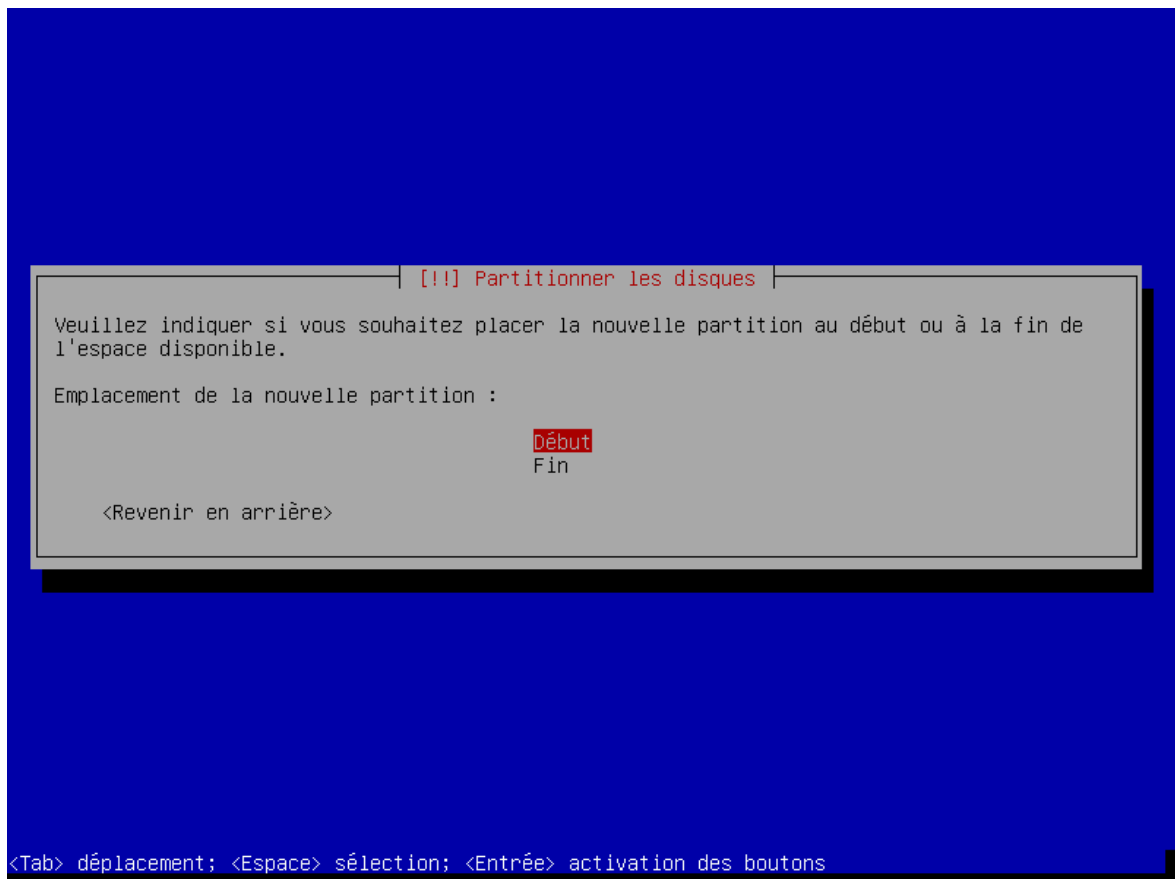 [!!] Partitionner les disques
Veuillez indiquer si vous souhaitez placer la nouvelle partition au début ou à la fin de
l'espace disponible.
Emplacement de la nouvelle partition :
Début
Fin
<Revenir en arrière>
<Tab> déplacement; <Espace> sélection; <Entrée> activation des boutons